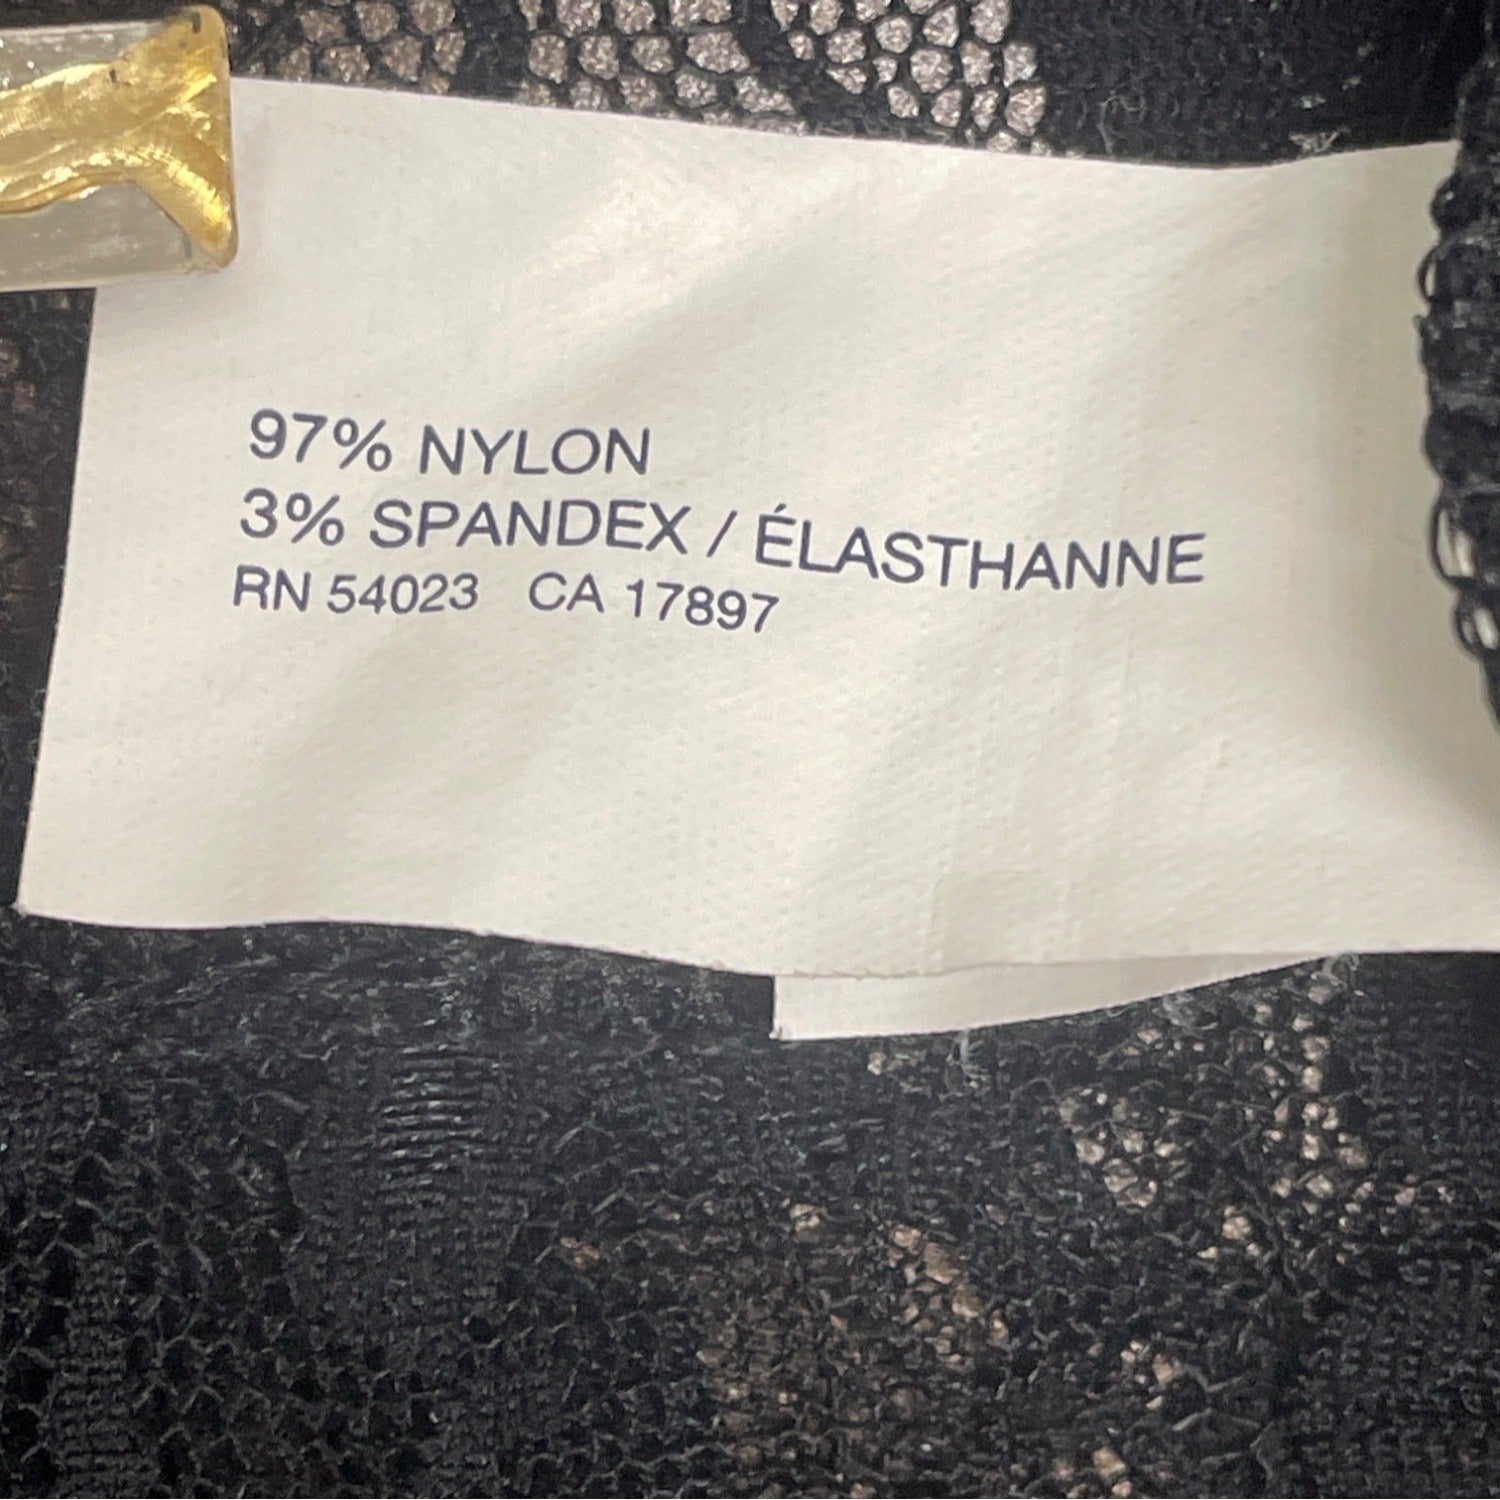 97% NYLON
3% SPANDEX / ÉLASTHANNE
RN 54023 CA 17897